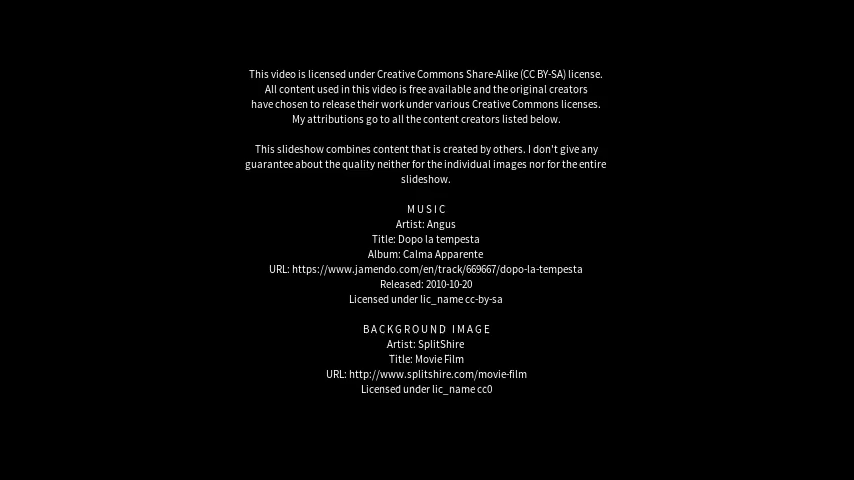 This video is licensed under Creative Commons Share-Alike (CC BY-SA) license.
All content used in this video is free available and the original creators
have chosen to release their work under various Creative Commons licenses.
My attributions go to all the content creators listed below.
This slideshow combines content that is created by others. I don't give any
guarantee about the quality neither for the individual images nor for the entire
slideshow.
MUSIC
Artist: Angus
Title: Dopo la tempesta
Album: Calma Apparente
URL: https://www.jamendo.com/en/track/669667/dopo-la-tempesta
Released: 2010-10-20
Licensed under lic_name cc-by-sa
BACKGROUND IMAGE
Artist: SplitShire
Title: Movie Film
URL: http://www.splitshire.com/movie-film
Licensed under lic_name cc0